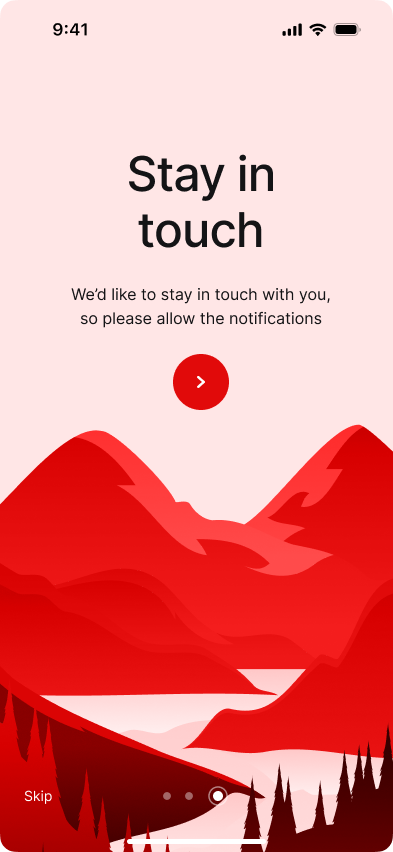 9:41
Stay in
touch
We’d like to stay in touch with you,
so please allow the notifications
Skip